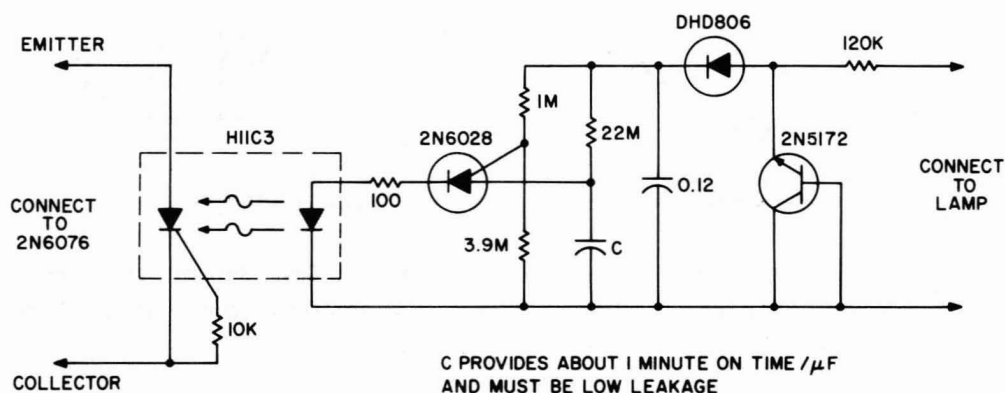 DHD806
EMITTER
120K
1M
H11C3
2N6028
22M
2N5172
CONNECT
TO
2N6076
100
0.12
CONNECT
TO
LAMP
3.9M
C
10K
COLLECTOR
C PROVIDES ABOUT 1 MINUTE ON TIME/μF
AND MUST BE LOW LEAKAGE